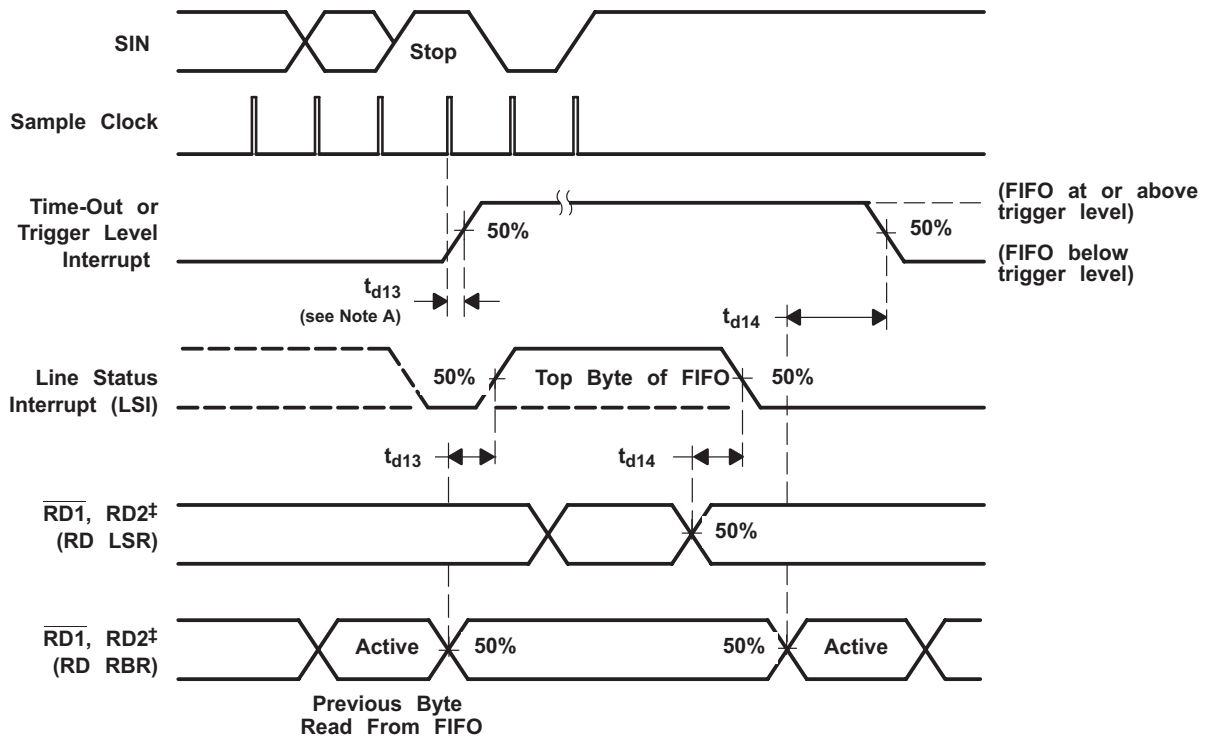 SIN
Stop
Sample Clock
Time-Out or
Trigger Level
Interrupt
50%
50%
(FIFO at or above
trigger level)
(FIFO below
trigger level)
td13
(see Note A)
td14
Line Status
Interrupt (LSI)
50%
Top Byte of FIFO
50%
td13
td14
RD1, RD2‡
(RD LSR)
50%
RD1, RD2‡
(RD RBR)
Active
50%
50%
Active
Previous Byte
Read From FIFO